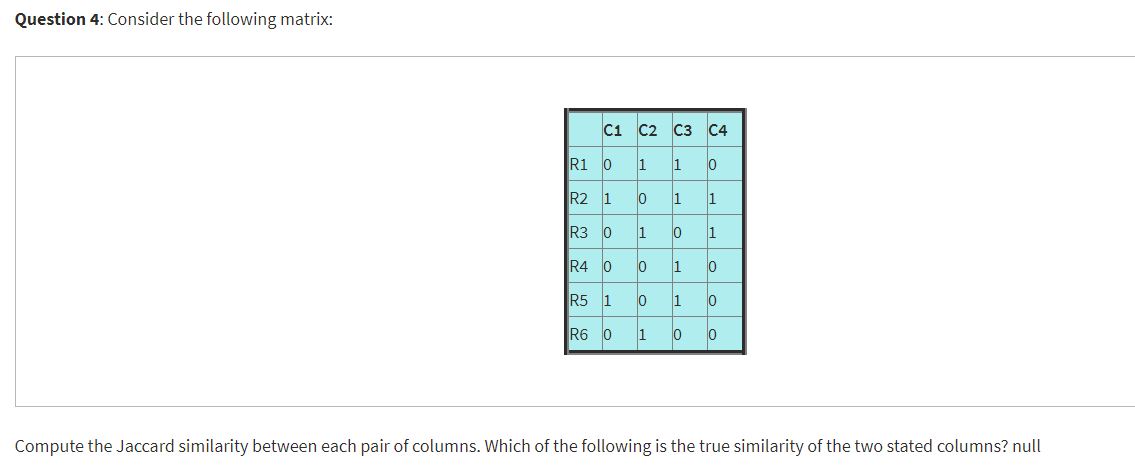 Question 4: Consider the following matrix:
C1 C2 C3 C4
R1 0 1 1 0
R2 1 0 1 1
R3 0 1 0 1
R4 0 0 1 0
R5 1 0 1 0
R6 0 1 0 0
Compute the Jaccard similarity between each pair of columns. Which of the following is the true similarity of the two stated columns? null